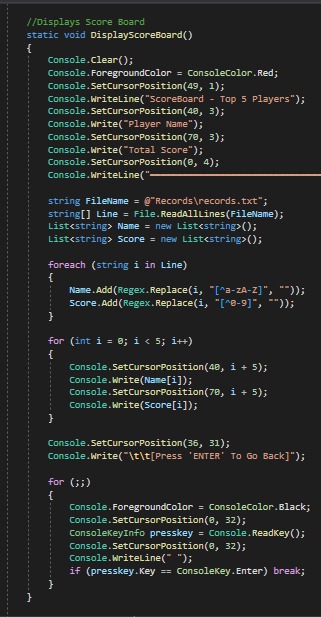 //Displays Score Board
static void DisplayScoreBoard()
{
    Console.Clear();
    Console.ForegroundColor = ConsoleColor.Red;
    Console.SetCursorPosition(49, 1);
    Console.WriteLine("ScoreBoard - Top 5 Players");
    Console.SetCursorPosition(40, 3);
    Console.Write("Player Name");
    Console.SetCursorPosition(70, 3);
    Console.Write("Total Score");
    Console.SetCursorPosition(0, 4);
    Console.WriteLine("════════════════════════════

    string FileName = @"Records\records.txt";
    string[] Line = File.ReadAllLines(FileName);
    List<string> Name = new List<string>();
    List<string> Score = new List<string>();

    foreach (string i in Line)
    {
        Name.Add(Regex.Replace(i, "[^a-zA-Z]", ""));
        Score.Add(Regex.Replace(i, "[^0-9]", ""));
    }

    for (int i = 0; i < 5; i++)
    {
        Console.SetCursorPosition(40, i + 5);
        Console.Write(Name[i]);
        Console.SetCursorPosition(70, i + 5);
        Console.Write(Score[i]);
    }

    Console.SetCursorPosition(36, 31);
    Console.Write("\t\t[Press 'ENTER' To Go Back]");

    for (;;)
    {
        Console.ForegroundColor = ConsoleColor.Black;
        Console.SetCursorPosition(0, 32);
        ConsoleKeyInfo presskey = Console.ReadKey();
        Console.SetCursorPosition(0, 32);
        Console.WriteLine(" ");
        if (presskey.Key == ConsoleKey.Enter) break;
    }
}